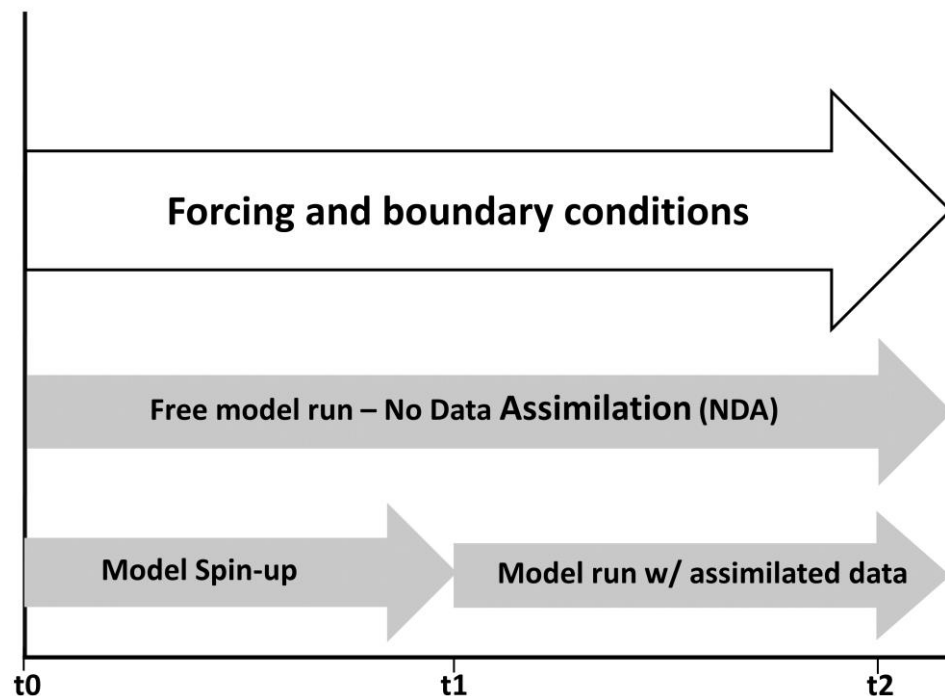 Forcing and boundary conditions
Free model run – No Data Assimilation (NDA)
Model Spin-up
Model run w/ assimilated data
t0
t1
t2